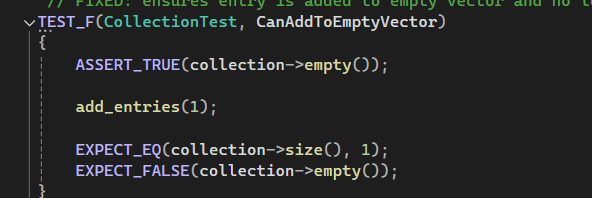 // FIXED: ensures entry is added to empty vector and no
TEST_F(CollectionTest, CanAddToEmptyVector)
{
ASSERT_TRUE(collection->empty());
add_entries(1);
EXPECT_EQ(collection->size(), 1);
EXPECT_FALSE(collection->empty());
}